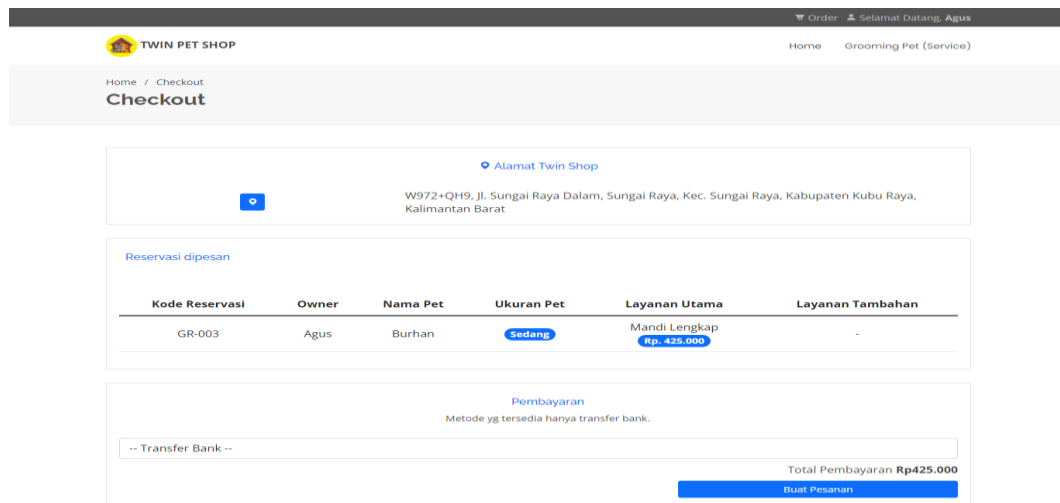 Order Selamat Datang, Agus
TWIN PET SHOP
Home Grooming Pet (Service)
Home / Checkout
Checkout
Alamat Twin Shop
W972+QH9, Jl. Sungai Raya Dalam, Sungai Raya, Kec. Sungai Raya, Kabupaten Kubu Raya,
Kalimantan Barat
Reservasi dipesan
Kode Reservasi Owner Nama Pet Ukuran Pet Layanan Utama Layanan Tambahan
GR-003 Agus Burhan Sedang Mandi Lengkap -
Rp. 425.000
Pembayaran
Metode yg tersedia hanya transfer bank.
-- Transfer Bank --
Total Pembayaran Rp425.000
Buat Pesanan